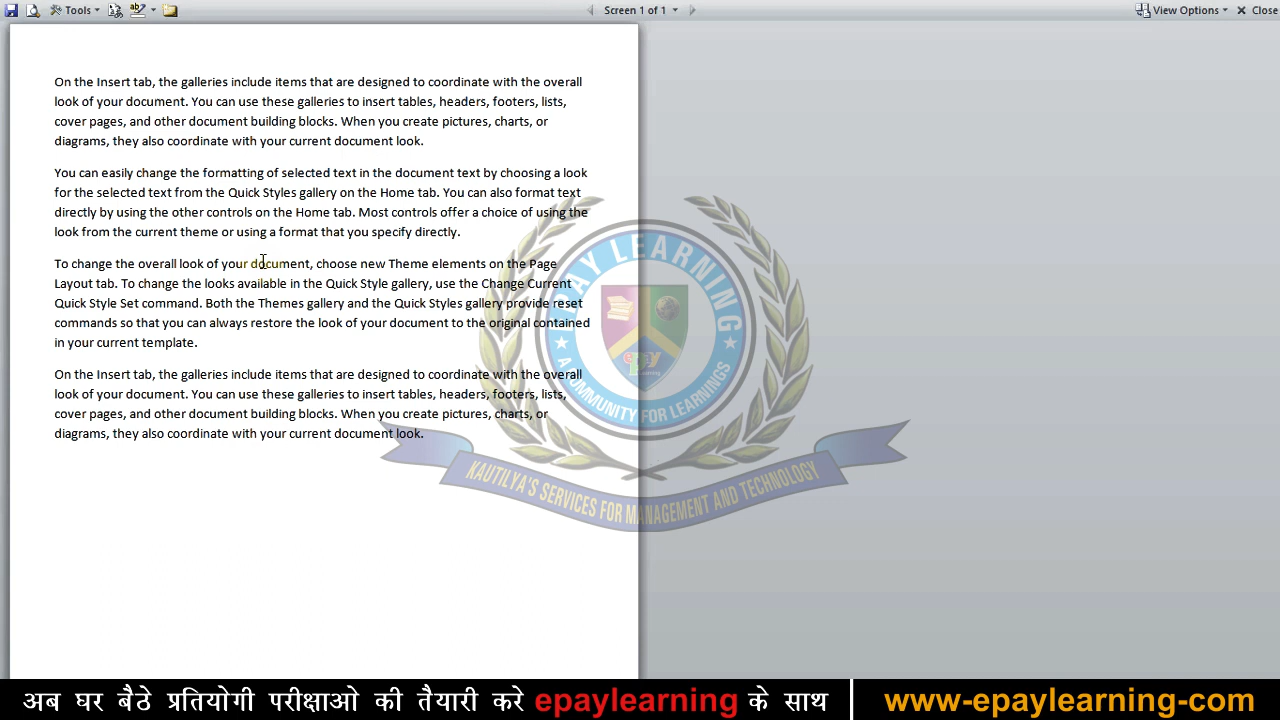 Tools
Screen 1 of 1
View Options
Close
On the Insert tab, the galleries include items that are designed to coordinate with the overall
look of your document. You can use these galleries to insert tables, headers, footers, lists,
cover pages, and other document building blocks. When you create pictures, charts, or
diagrams, they also coordinate with your current document look.
You can easily change the formatting of selected text in the document text by choosing a look
for the selected text from the Quick Styles gallery on the Home tab. You can also format text
directly by using the other controls on the Home tab. Most controls offer a choice of using the
look from the current theme or using a format that you specify directly.
To change the overall look of your document, choose new Theme elements on the Page
Layout tab. To change the looks available in the Quick Style gallery, use the Change Current
Quick Style Set command. Both the Themes gallery and the Quick Styles gallery provide reset
commands so that you can always restore the look of your document to the original contained
in your current template.
On the Insert tab, the galleries include items that are designed to coordinate with the overall
look of your document. You can use these galleries to insert tables, headers, footers, lists,
cover pages, and other document building blocks. When you create pictures, charts, or
diagrams, they also coordinate with your current document look.
EPAY LEARNING
epay
learning
A COMMUNITY FOR LEARNINGS
KAUTILYA'S SERVICES FOR MANAGEMENT AND TECHNOLOGY
अब घर बैठे प्रतियोगी परीक्षाओ की तैयारी करे epaylearning के साथ
www-epaylearning-com